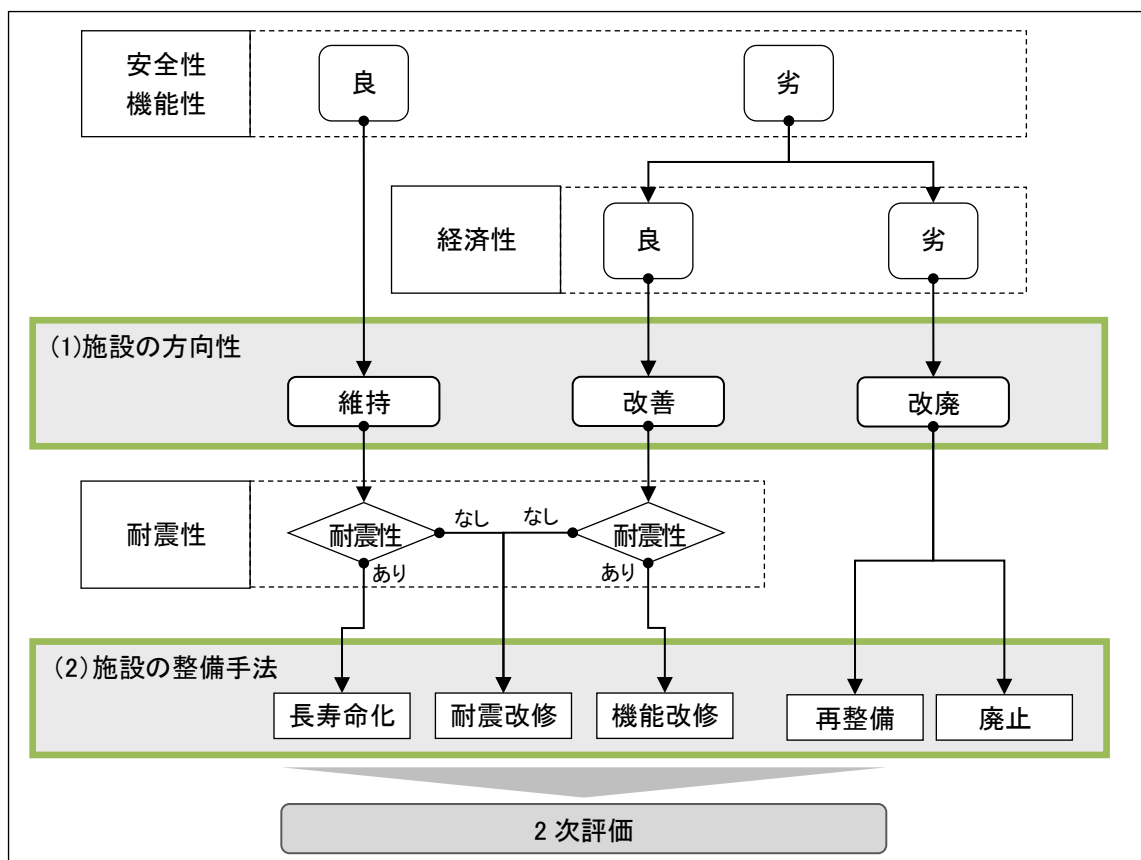 安全性
機能性
良
劣
経済性
良
劣
(1)施設の方向性
維持
改善
改廃
耐震性
耐震性
なし
なし
耐震性
あり
あり
(2)施設の整備手法
長寿命化
耐震改修
機能改修
再整備
廃止
2次評価